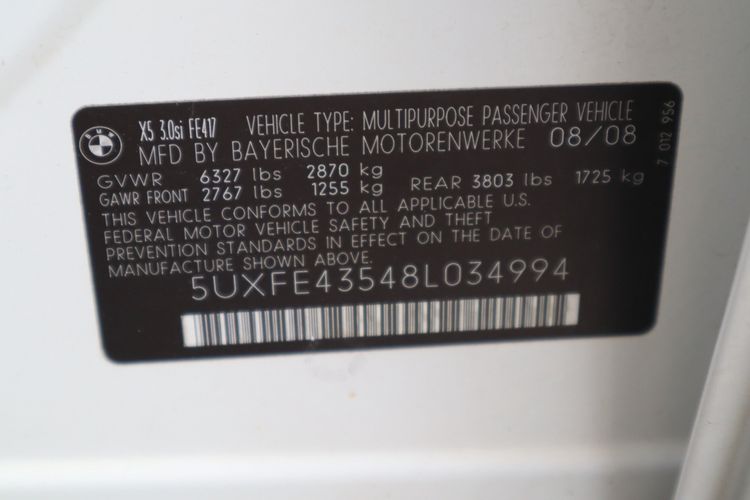 BMW
X5 3.0si FE417 VEHICLE TYPE: MULTIPURPOSE PASSENGER VEHICLE
MFD BY BAYERISCHE MOTORENWERKE 08/08
GVWR 6327 lbs 2870 kg
GAWR FRONT 2767 lbs 1255 kg REAR 3803 lbs 1725 kg
THIS VEHICLE CONFORMS TO ALL APPLICABLE U.S.
FEDERAL MOTOR VEHICLE SAFETY AND THEFT
PREVENTION STANDARDS IN EFFECT ON THE DATE OF
MANUFACTURE SHOWN ABOVE.
5UXFE43548L034994
7 012 956